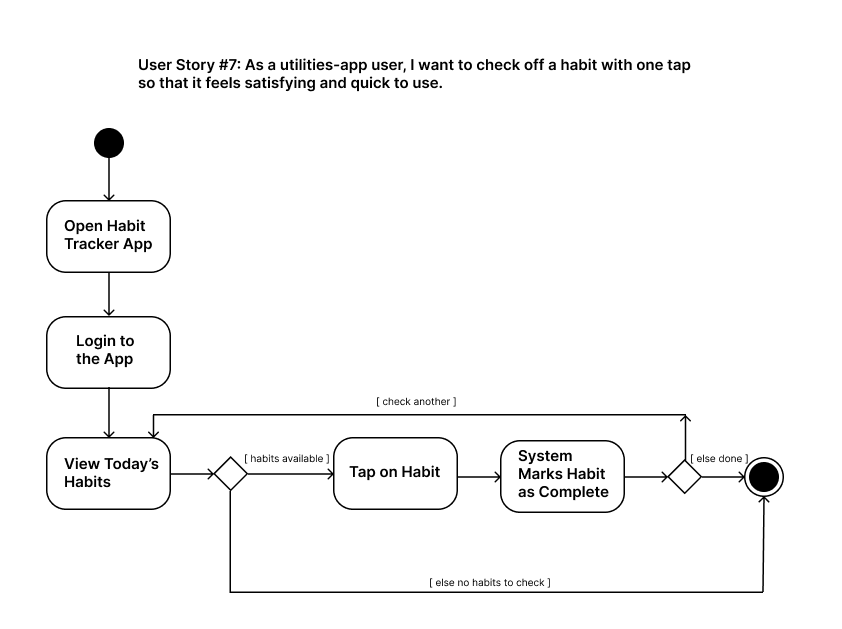 User Story #7: As a utilities-app user, I want to check off a habit with one tap
so that it feels satisfying and quick to use.
Open Habit
Tracker App
Login to
the App
[ check another ]
View Today’s
Habits
[ habits available ]
Tap on Habit
System
Marks Habit
as Complete
[ else done ]
[ else no habits to check ]